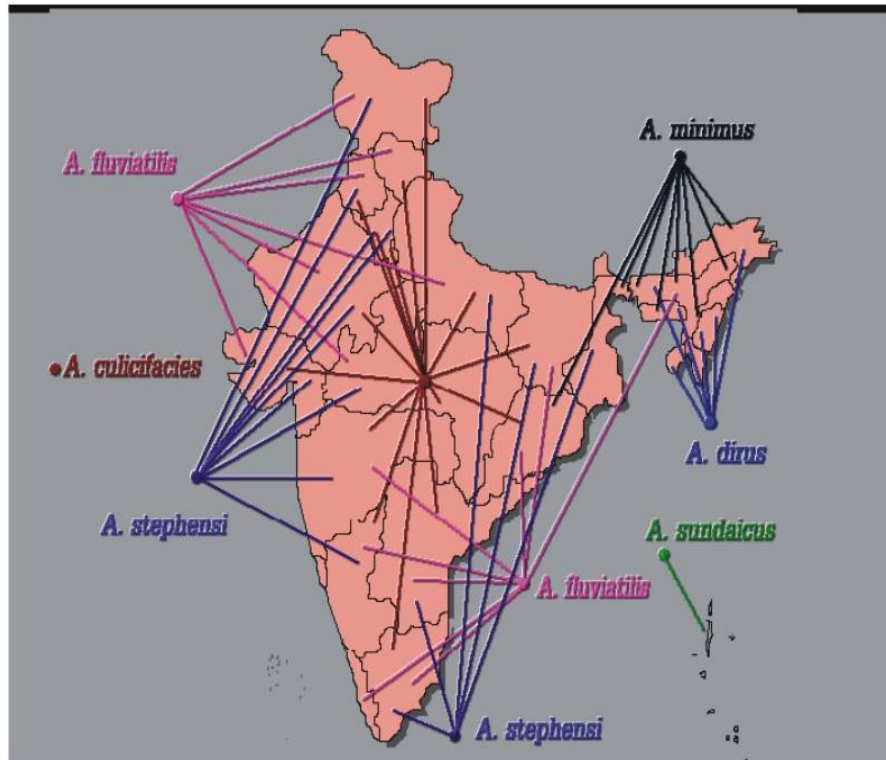 A. minimus
A. fluviatilis
A. culicifacies
A. dirus
A. stephensi
A. sundaicus
A. fluviatilis
A. stephensi